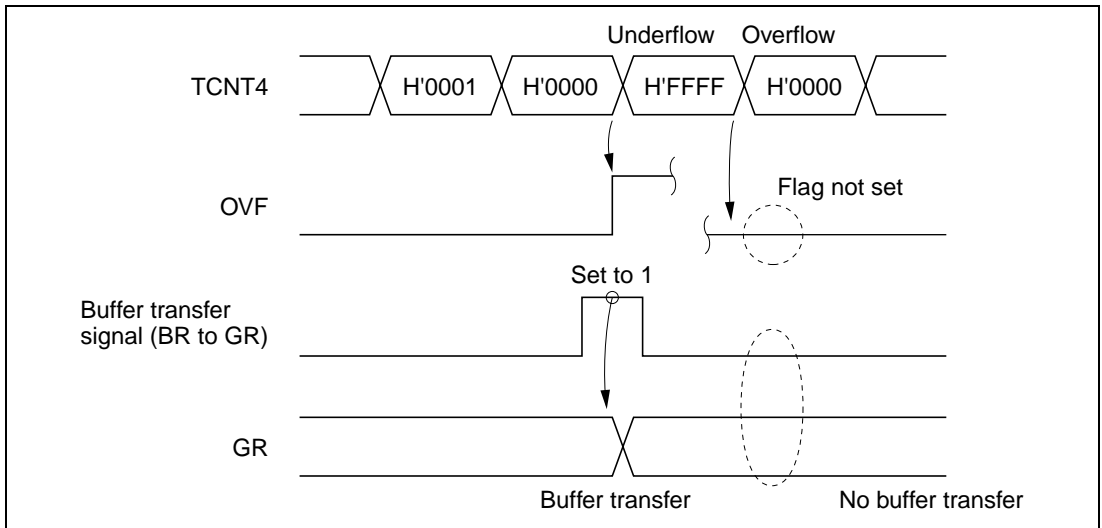 Underflow Overflow
TCNT4 H'0001 H'0000 H'FFFF H'0000
Flag not set
OVF
Set to 1
Buffer transfer
signal (BR to GR)
GR
Buffer transfer No buffer transfer